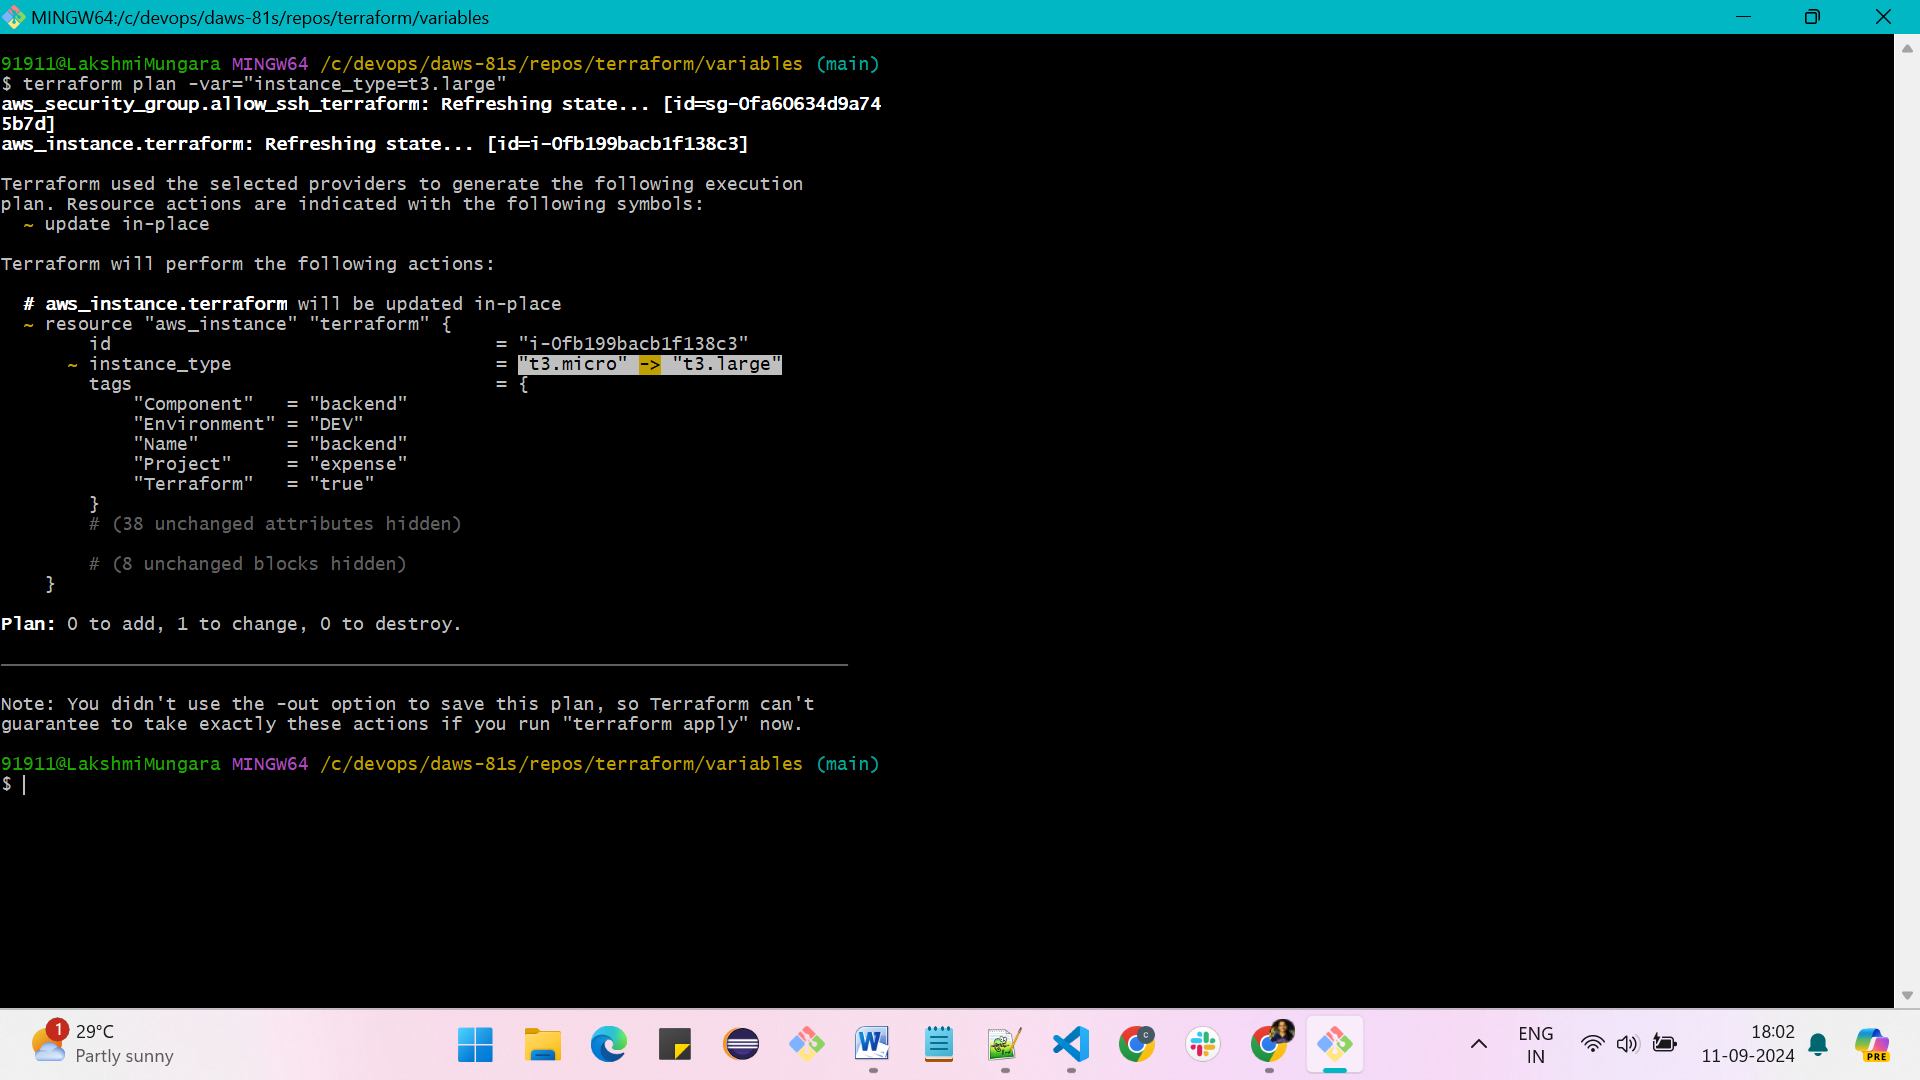 MINGW64:/c/devops/daws-81s/repos/terraform/variables
91911@LakshmiMungara MINGW64 /c/devops/daws-81s/repos/terraform/variables (main)
$ terraform plan -var="instance_type=t3.large"
aws_security_group.allow_ssh_terraform: Refreshing state... [id=sg-0fa60634d9a74
5b7d]
aws_instance.terraform: Refreshing state... [id=i-0fb199bacb1f138c3]
Terraform used the selected providers to generate the following execution
plan. Resource actions are indicated with the following symbols:
  ~ update in-place
Terraform will perform the following actions:
  # aws_instance.terraform will be updated in-place
  ~ resource "aws_instance" "terraform" {
        id                                   = "i-0fb199bacb1f138c3"
      ~ instance_type                        = "t3.micro" -> "t3.large"
        tags                                 = {
            "Component"   = "backend"
            "Environment" = "DEV"
            "Name"        = "backend"
            "Project"     = "expense"
            "Terraform"   = "true"
        }
        # (38 unchanged attributes hidden)
        # (8 unchanged blocks hidden)
    }
Plan: 0 to add, 1 to change, 0 to destroy.
Note: You didn't use the -out option to save this plan, so Terraform can't
guarantee to take exactly these actions if you run "terraform apply" now.
91911@LakshmiMungara MINGW64 /c/devops/daws-81s/repos/terraform/variables (main)
$
1
29°C
Partly sunny
W
C
ENG
IN
18:02
11-09-2024
PRE